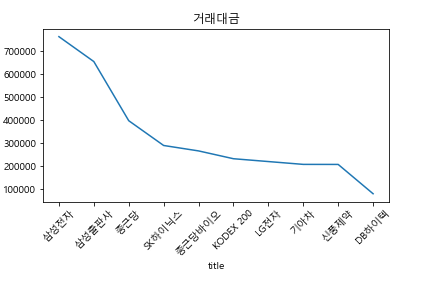 거래대금
700000
600000
500000
400000
300000
200000
100000
삼성전자
삼성출판사
종근당
SK하이닉스
종근당바이오
KODEX 200
LG전자
기아차
신풍제약
DB하이텍
title